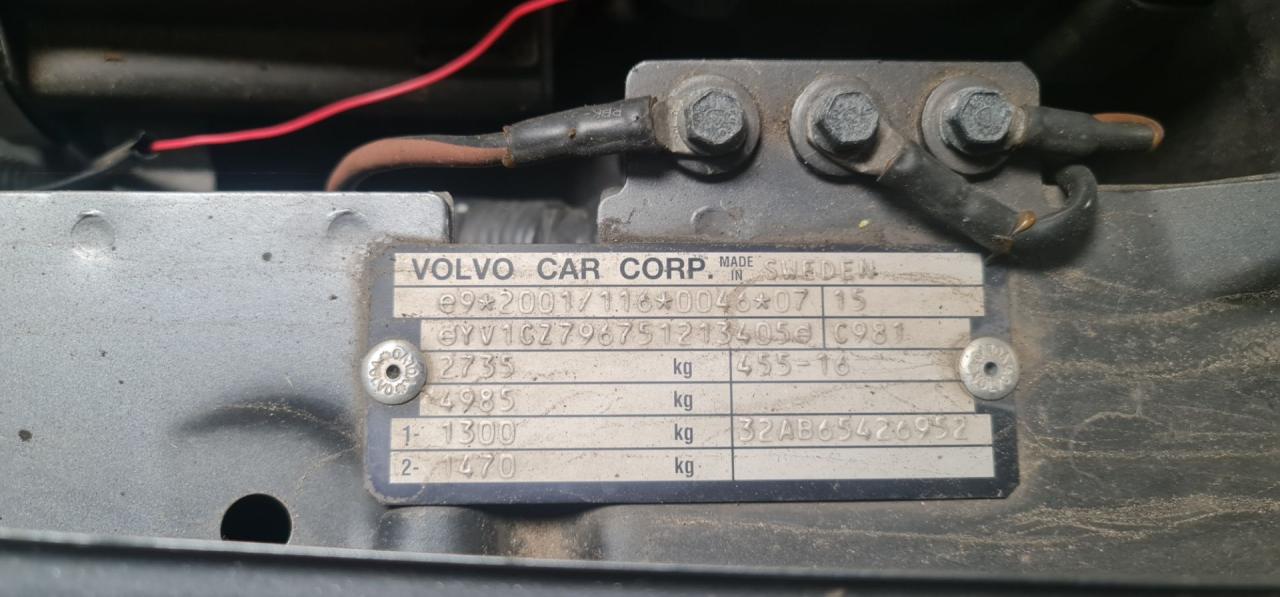 VOLVO CAR CORP. MADE IN SWEDEN
e9*2001/116*0046*07 15
eYV1CZ796751213405e C981
2735 kg 455-16
4985 kg
1- 1300 kg 32AB65426952
2- 1470 kg